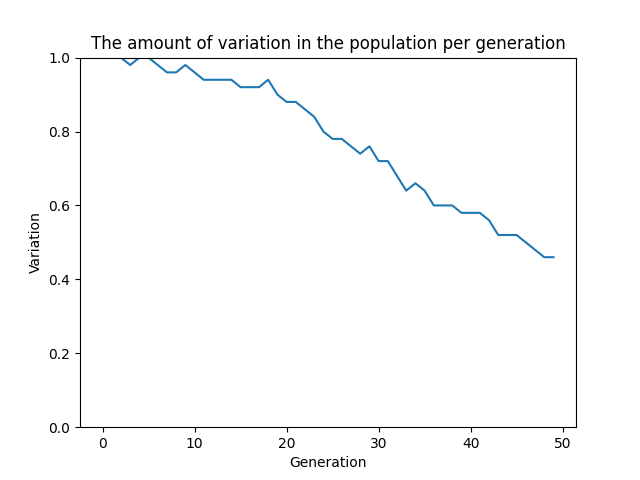 The amount of variation in the population per generation
1.0
0.8
0.6
0.4
0.2
0.0
Variation
0 10 20 30 40 50
Generation